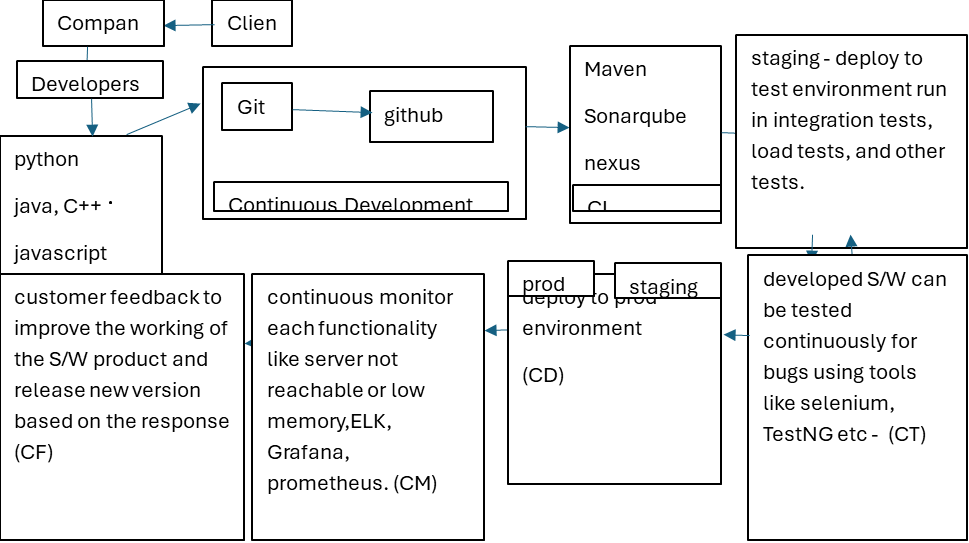 Compan
Clien
Developers
python
java, C++
javascript
Git
github
Continuous Development
Maven
Sonarqube
nexus
CI
staging - deploy to
test environment run
in integration tests,
load tests, and other
tests.
developed S/W can
be tested
continuously for
bugs using tools
like selenium,
TestNG etc - (CT)
prod
staging
deploy to prod
environment
(CD)
continuous monitor
each functionality
like server not
reachable or low
memory,ELK,
Grafana,
prometheus. (CM)
customer feedback to
improve the working of
the S/W product and
release new version
based on the response
(CF)